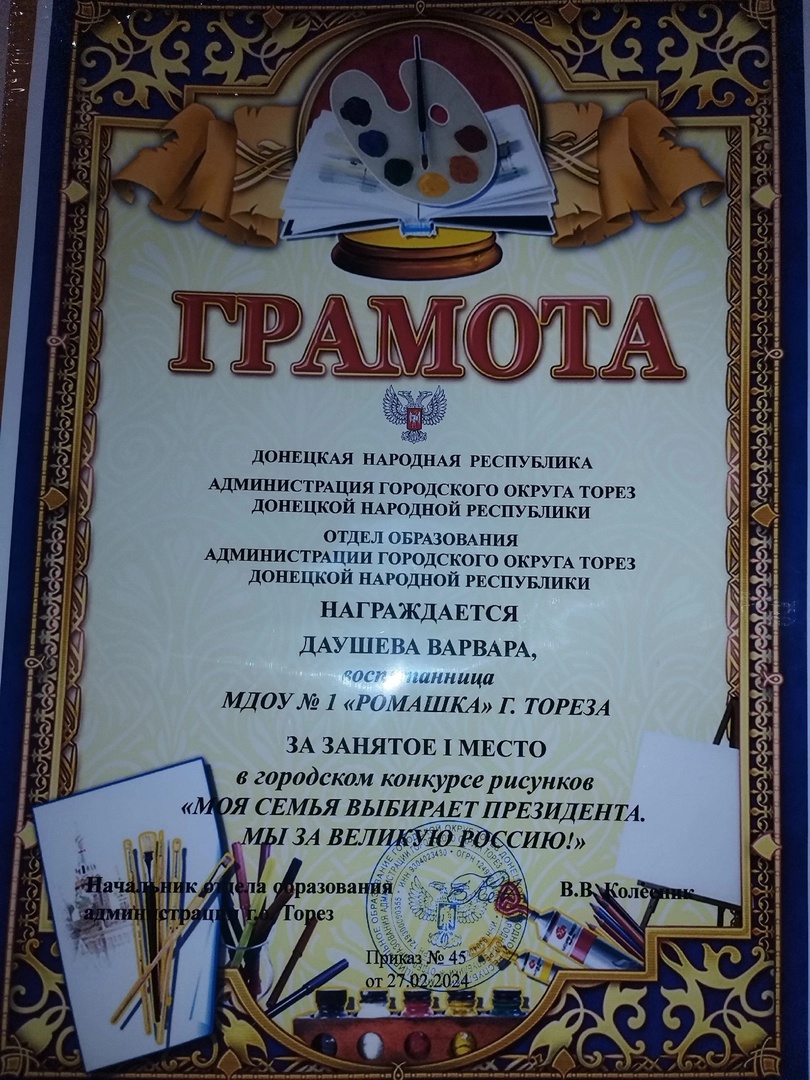 ГРАМОТА
ДОНЕЦКАЯ НАРОДНАЯ РЕСПУБЛИКА
АДМИНИСТРАЦИЯ ГОРОДСКОГО ОКРУГА ТОРЕЗ
ДОНЕЦКОЙ НАРОДНОЙ РЕСПУБЛИКИ
ОТДЕЛ ОБРАЗОВАНИЯ
АДМИНИСТРАЦИИ ГОРОДСКОГО ОКРУГА ТОРЕЗ
ДОНЕЦКОЙ НАРОДНОЙ РЕСПУБЛИКИ
НАГРАЖДАЕТСЯ
ДАУШЕВА ВАРВАРА,
воспитанница
МДОУ № 1 «РОМАШКА» Г. ТОРЕЗА
ЗА ЗАНЯТОЕ I МЕСТО
в городском конкурсе рисунков
«МОЯ СЕМЬЯ ВЫБИРАЕТ ПРЕЗИДЕНТА.
МЫ ЗА ВЕЛИКУЮ РОССИЮ!»
Начальник отдела образования
администрации г.о. Торез
В.В. Колесник
Приказ № 45
от 27.02.2024